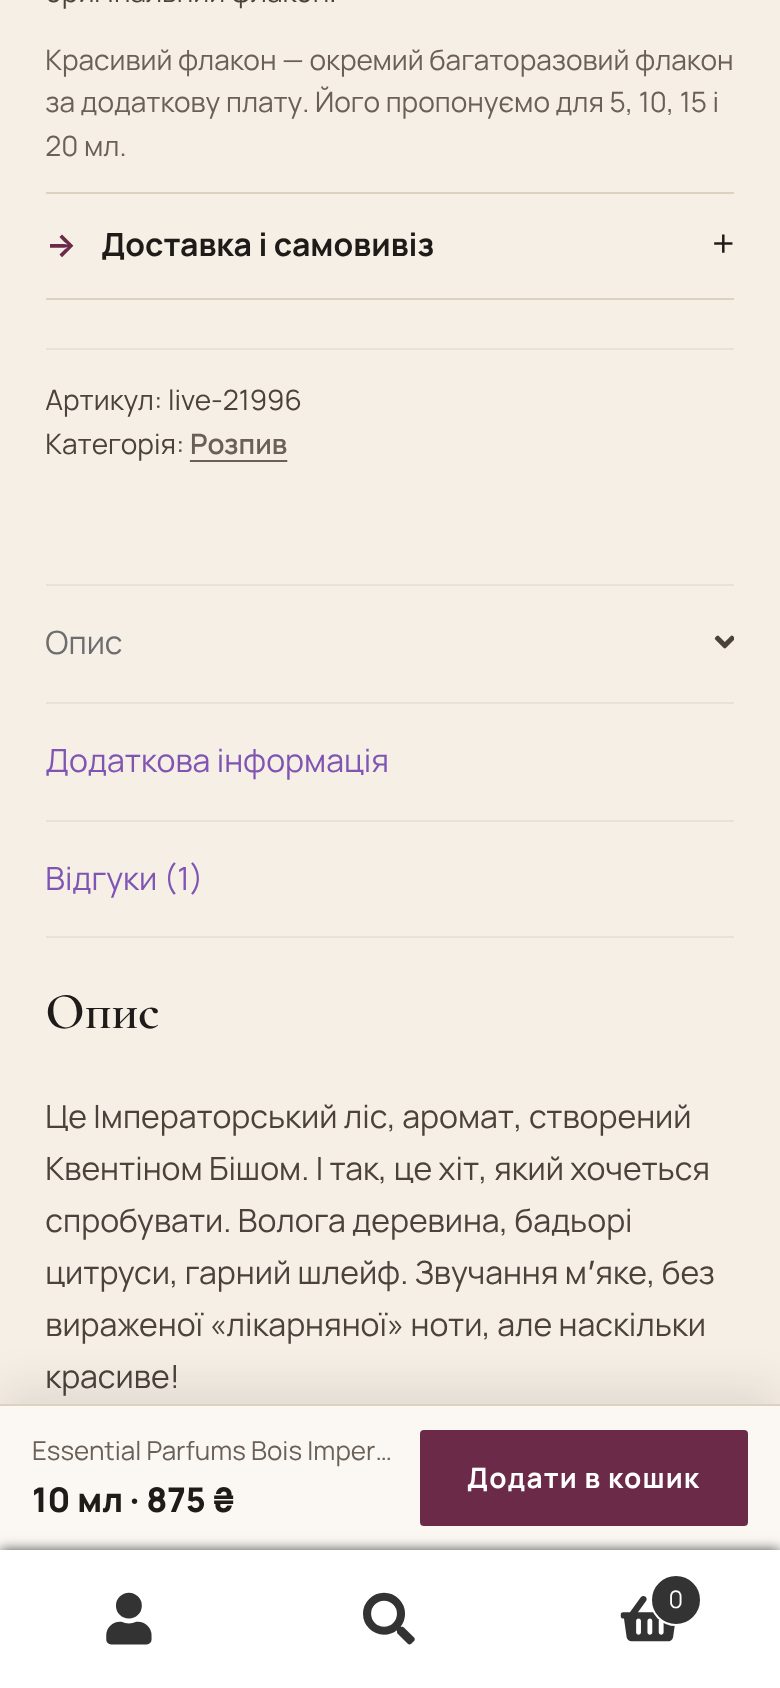 Красивий флакон — окремий багаторазовий флакон
за додаткову плату. Його пропонуємо для 5, 10, 15 і
20 мл.
→ Доставка і самовивіз +
Артикул: live-21996
Категорія: Розпив
Опис
Додаткова інформація
Відгуки (1)
Опис
Це Імператорський ліс, аромат, створений
Квентіном Бішом. І так, це хіт, який хочеться
спробувати. Волога деревина, бадьорі
цитруси, гарний шлейф. Звучання мʼяке, без
вираженої «лікарняної» ноти, але наскільки
красиве!
Essential Parfums Bois Imper...
10 мл · 875 ₴
Додати в кошик
0